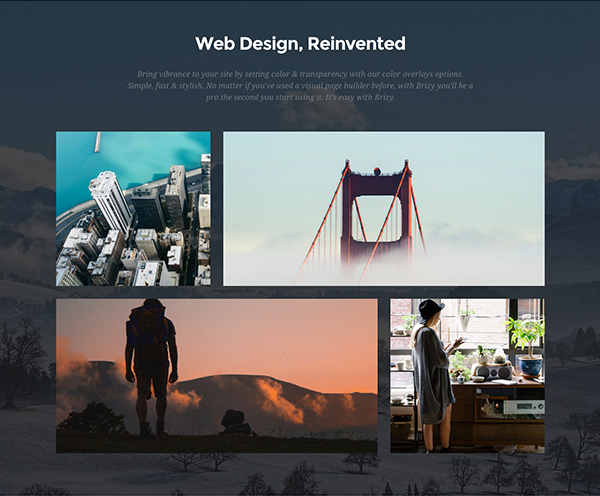 Web Design, Reinvented
Bring vibrance to your site by setting color & transparency with our color overlays options.
Simple, fast & stylish. No matter if you've used a visual page builder before, with Brizy you'll be a
pro the second you start using it. It's easy with Brizy.